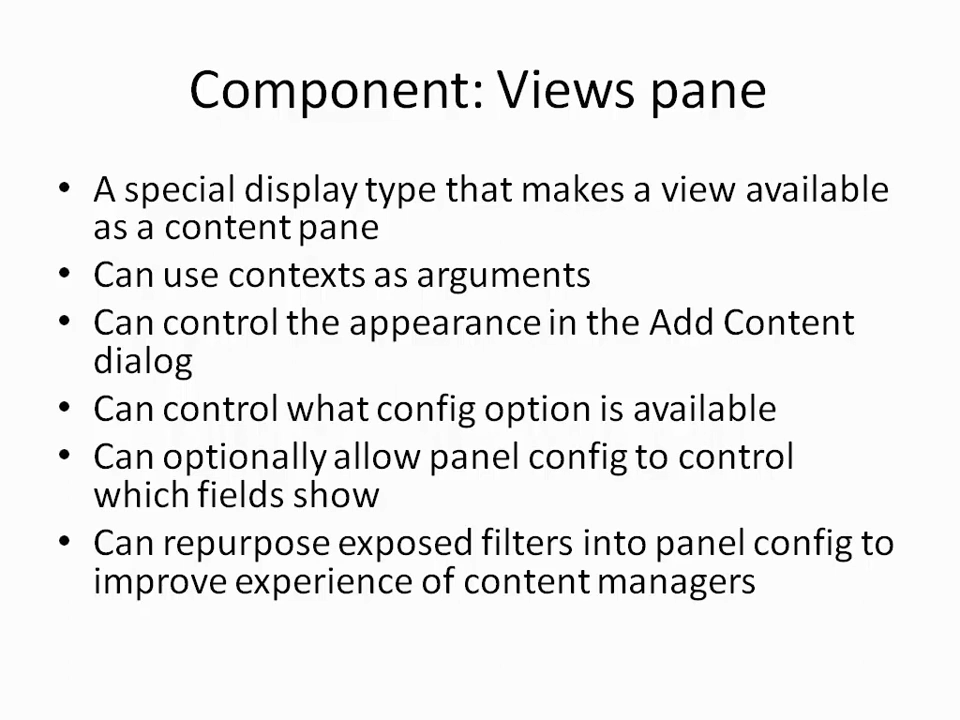 Component: Views pane
• A special display type that makes a view available
as a content pane
• Can use contexts as arguments
• Can control the appearance in the Add Content
dialog
• Can control what config option is available
• Can optionally allow panel config to control
which fields show
• Can repurpose exposed filters into panel config to
improve experience of content managers